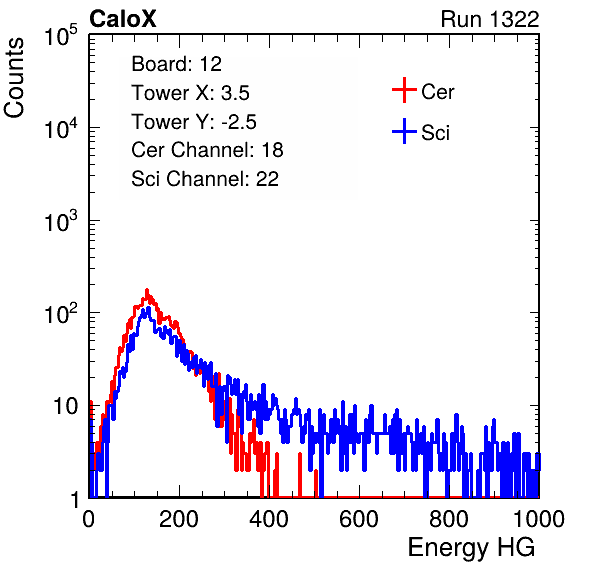 CaloX Run 1322
Counts
10^5
10^4
10^3
10^2
10
1
Board: 12
Tower X: 3.5
Tower Y: -2.5
Cer Channel: 18
Sci Channel: 22
Cer
Sci
0 200 400 600 800 1000
Energy HG